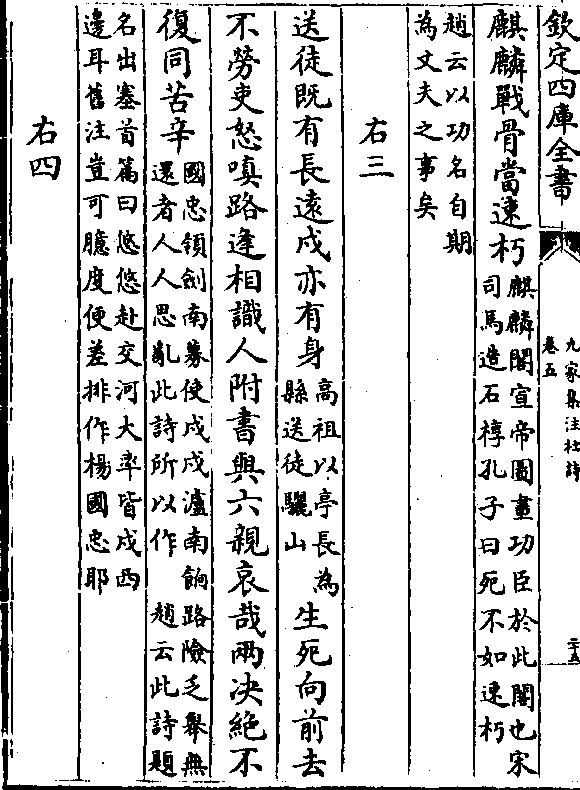 欽定四庫全書
九家集注杜詩
卷五
二十五
麒麟戰骨當速朽
麒麟閣宣帝圖畫功臣於此閣也宋
司馬造石椁孔子曰死不如速朽
趙云以功名自期
為丈夫之事矣
右三
送徒既有長遠戍亦有身
高祖以亭長為
縣送徒驪山
生死向前去
不勞吏怒嗔路逢相識人附書與六親哀哉兩決絶不
復同苦辛
國忠領劍南募使戍戍瀘南餉路險乏舉無
還者人人思亂此詩所以作
趙云此詩題
名出塞首篇曰悠悠赴交河大率皆戍西
邊耳舊注豈可臆度便差排作楊國忠耶
右四